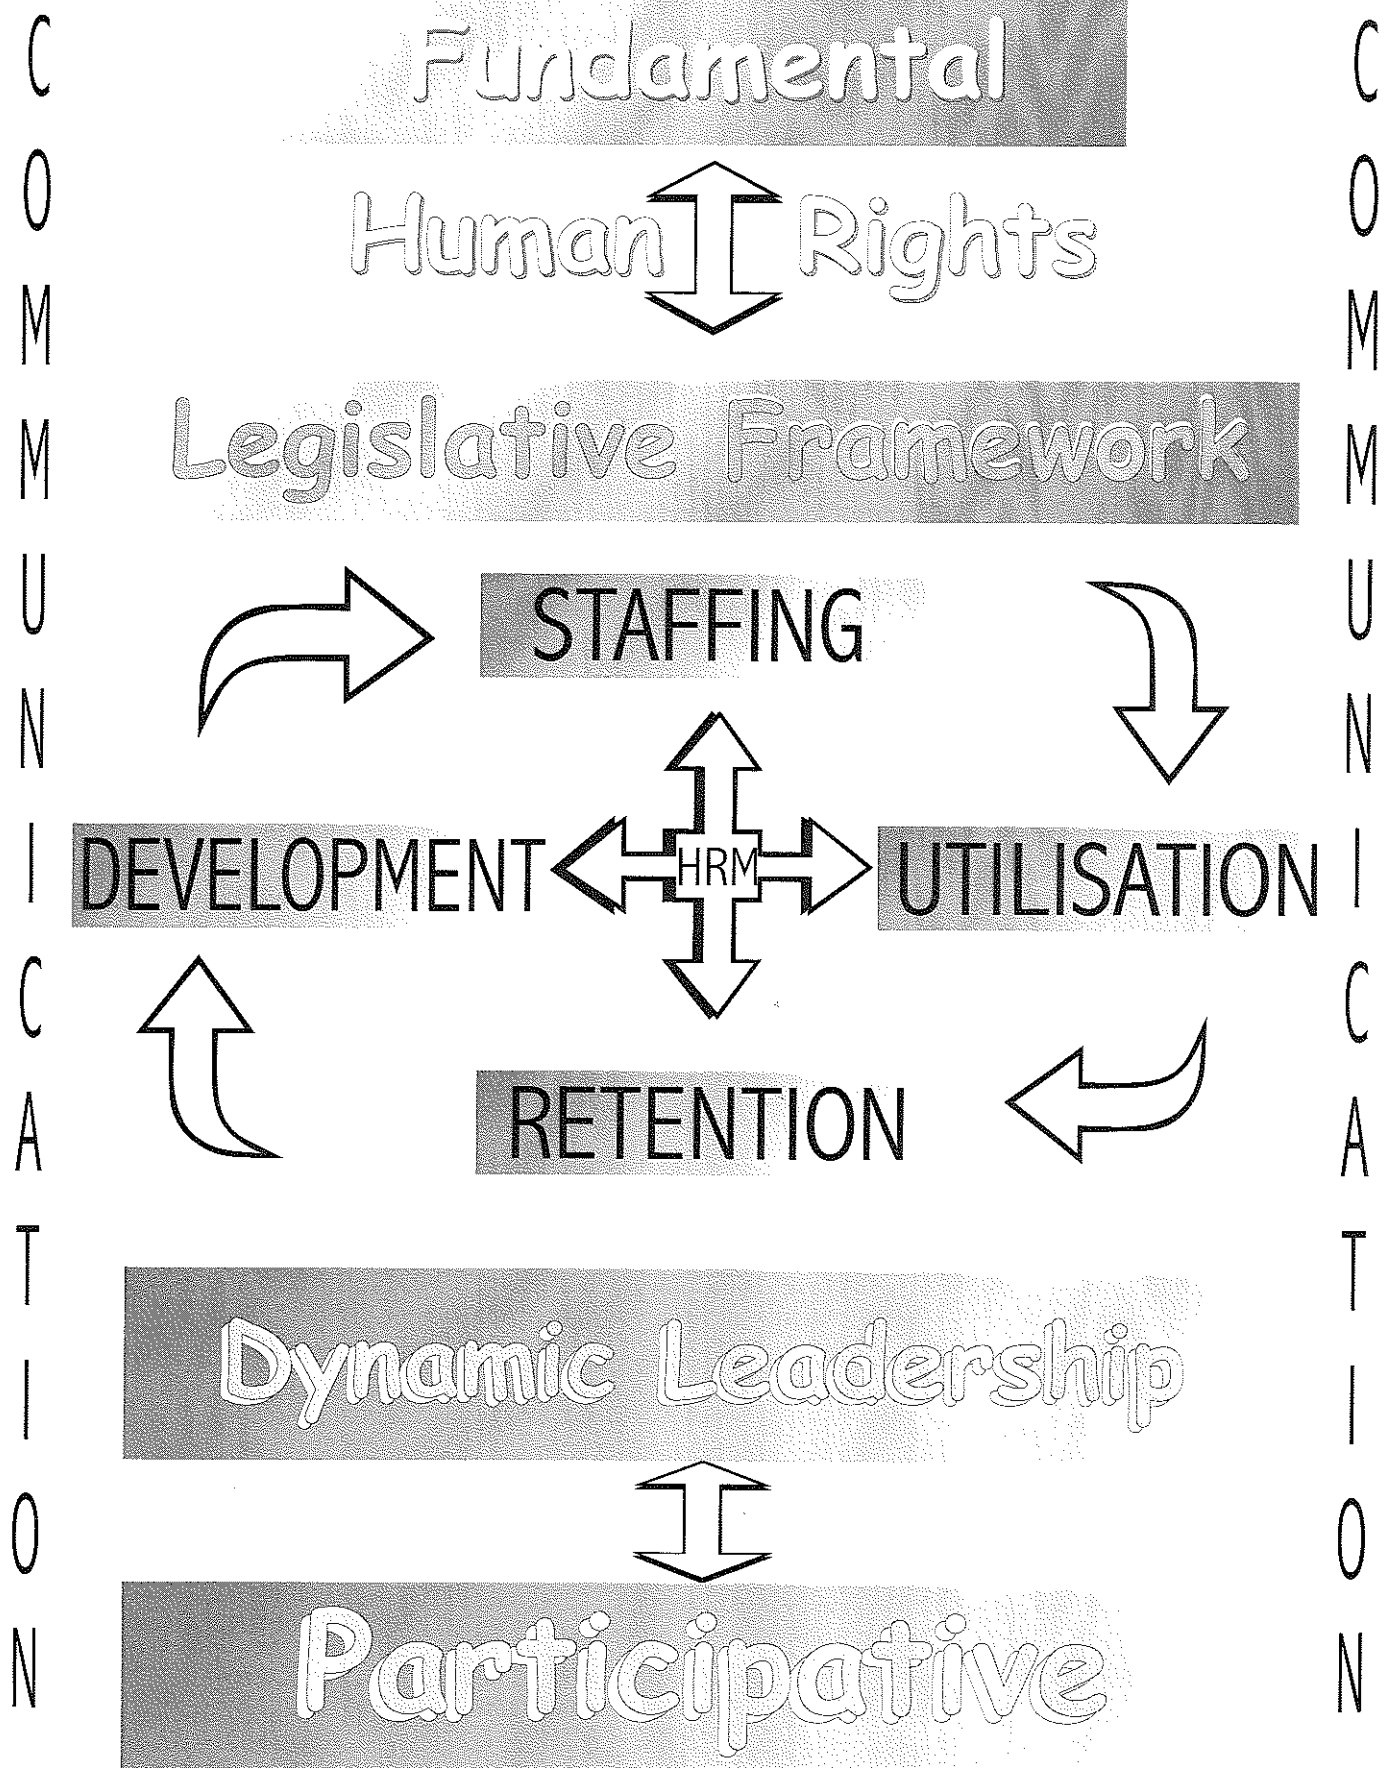 COMMUNICATION
Fundamental
Human Rights
Legislative Framework
STAFFING
DEVELOPMENT HRM UTILISATION
RETENTION
Dynamic Leadership
Participative
COMMUNICATION